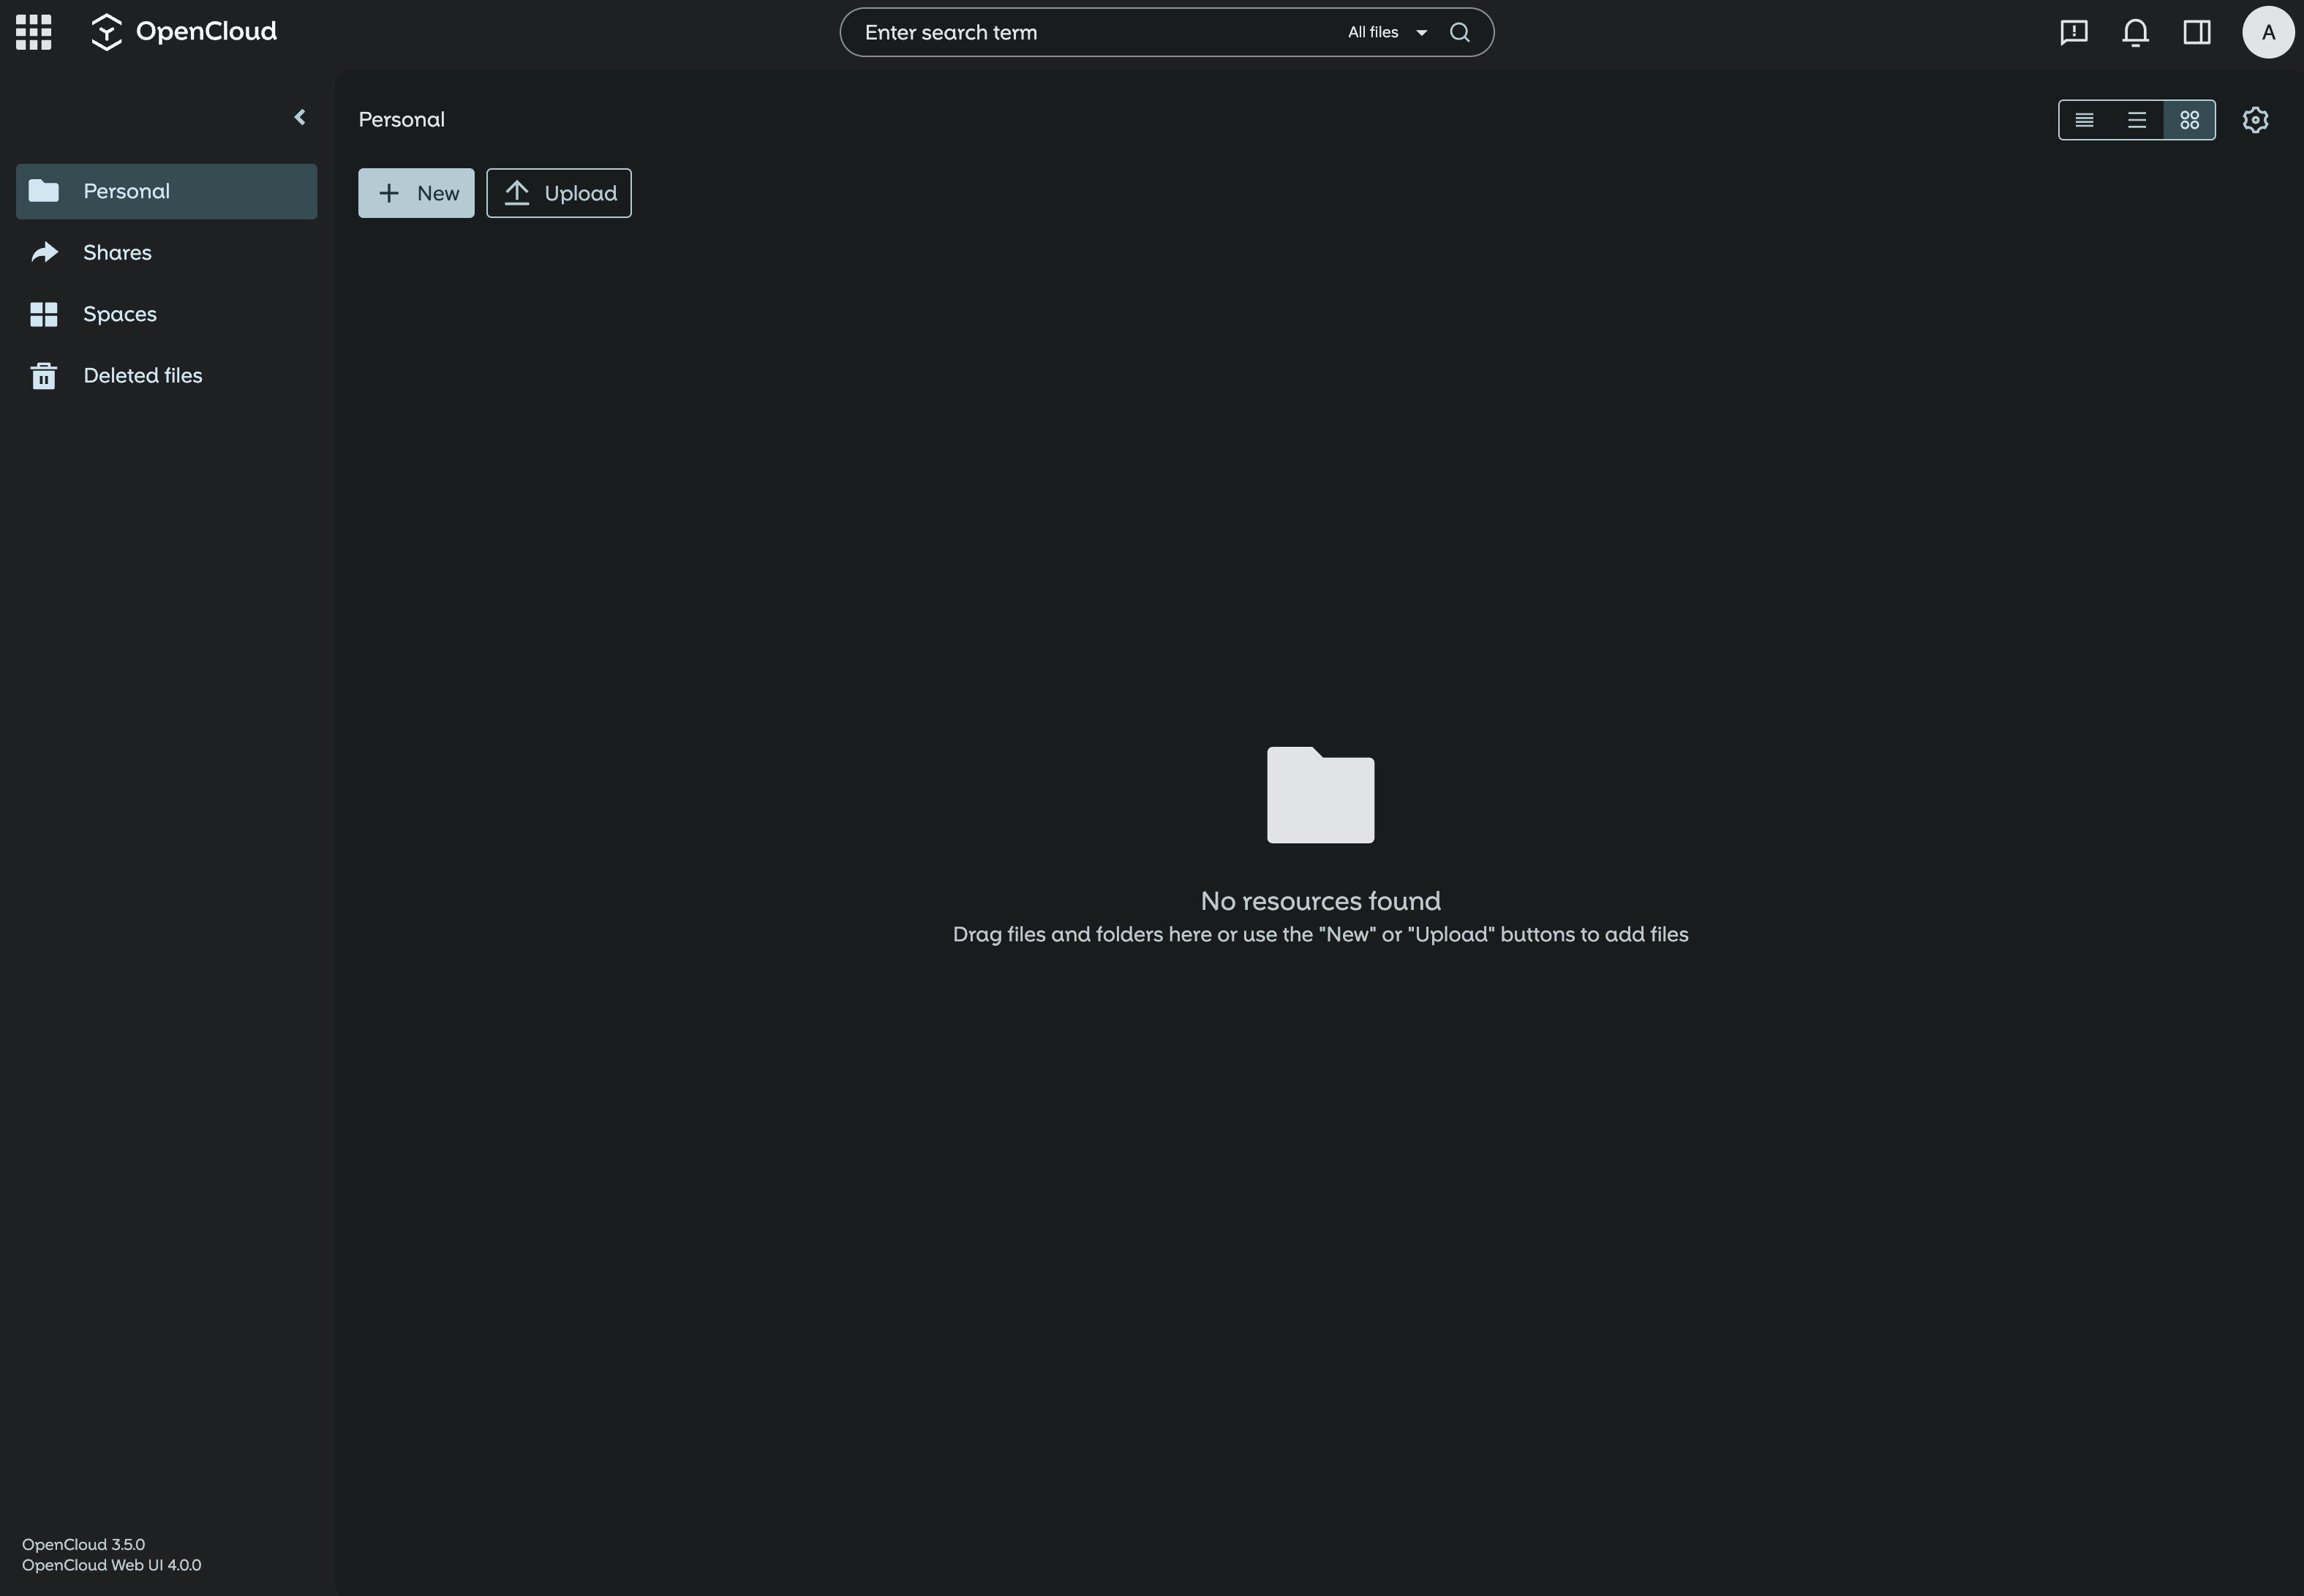 OpenCloud
Enter search term
All files
A
Personal
Personal
New
Upload
Shares
Spaces
Deleted files
No resources found
Drag files and folders here or use the "New" or "Upload" buttons to add files
OpenCloud 3.5.0
OpenCloud Web UI 4.0.0